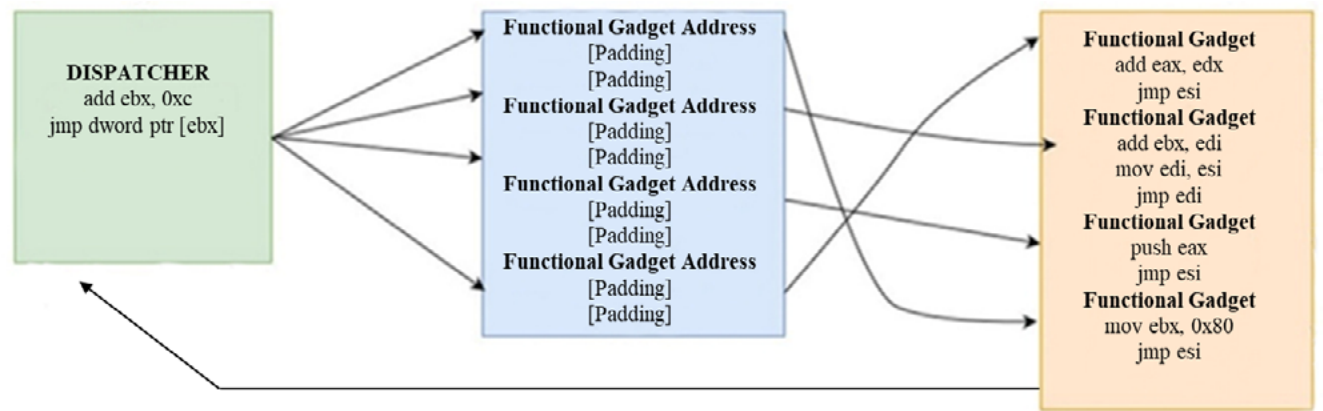 DISPATCHER
add ebx, 0xc
jmp dword ptr [ebx]
Functional Gadget Address
[Padding]
[Padding]
Functional Gadget Address
[Padding]
[Padding]
Functional Gadget Address
[Padding]
[Padding]
Functional Gadget Address
[Padding]
[Padding]
Functional Gadget
add eax, edx
jmp esi
Functional Gadget
add ebx, edi
mov edi, esi
jmp edi
Functional Gadget
push eax
jmp esi
Functional Gadget
mov ebx, 0x80
jmp esi